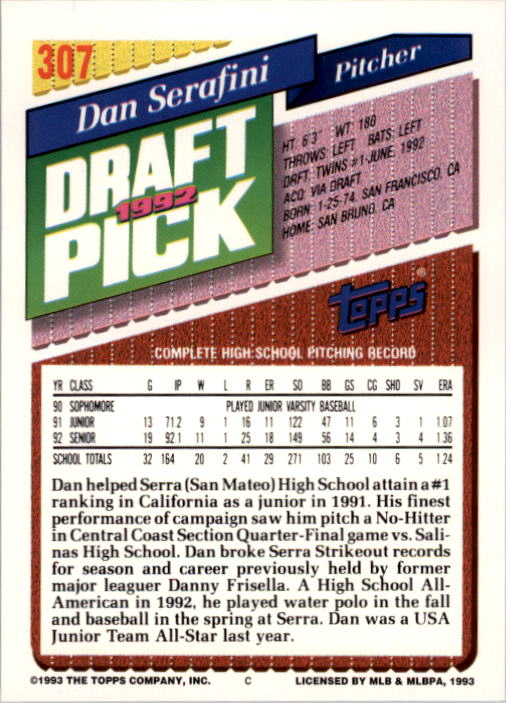 307
Dan Serafini
Pitcher
DRAFT
1992
PICK
HT: 6'3" WT: 180
THROWS: LEFT BATS: LEFT
DRFT: TWINS #1-JUNE, 1992
ACQ: VIA DRAFT
BORN: 1-25-74, SAN FRANCISCO, CA
HOME: SAN BRUNO, CA
topps®
COMPLETE HIGH SCHOOL PITCHING RECORD
YR CLASS G IP W L R ER SO BB GS CG SHO SV ERA
90 SOPHOMORE PLAYED JUNIOR VARSITY BASEBALL
91 JUNIOR 13 71.2 9 1 16 11 122 47 11 6 3 1 1.07
92 SENIOR 19 92.1 11 1 25 18 149 56 14 4 3 4 1.36
SCHOOL TOTALS 32 164 20 2 41 29 271 103 25 10 6 5 1.24
Dan helped Serra (San Mateo) High School attain a #1
ranking in California as a junior in 1991. His finest
performance of campaign saw him pitch a No-Hitter
in Central Coast Section Quarter-Final game vs. Sali-
nas High School. Dan broke Serra Strikeout records
for season and career previously held by former
major leaguer Danny Frisella. A High School All-
American in 1992, he played water polo in the fall
and baseball in the spring at Serra. Dan was a USA
Junior Team All-Star last year.
©1993 THE TOPPS COMPANY, INC. C LICENSED BY MLB & MLBPA, 1993